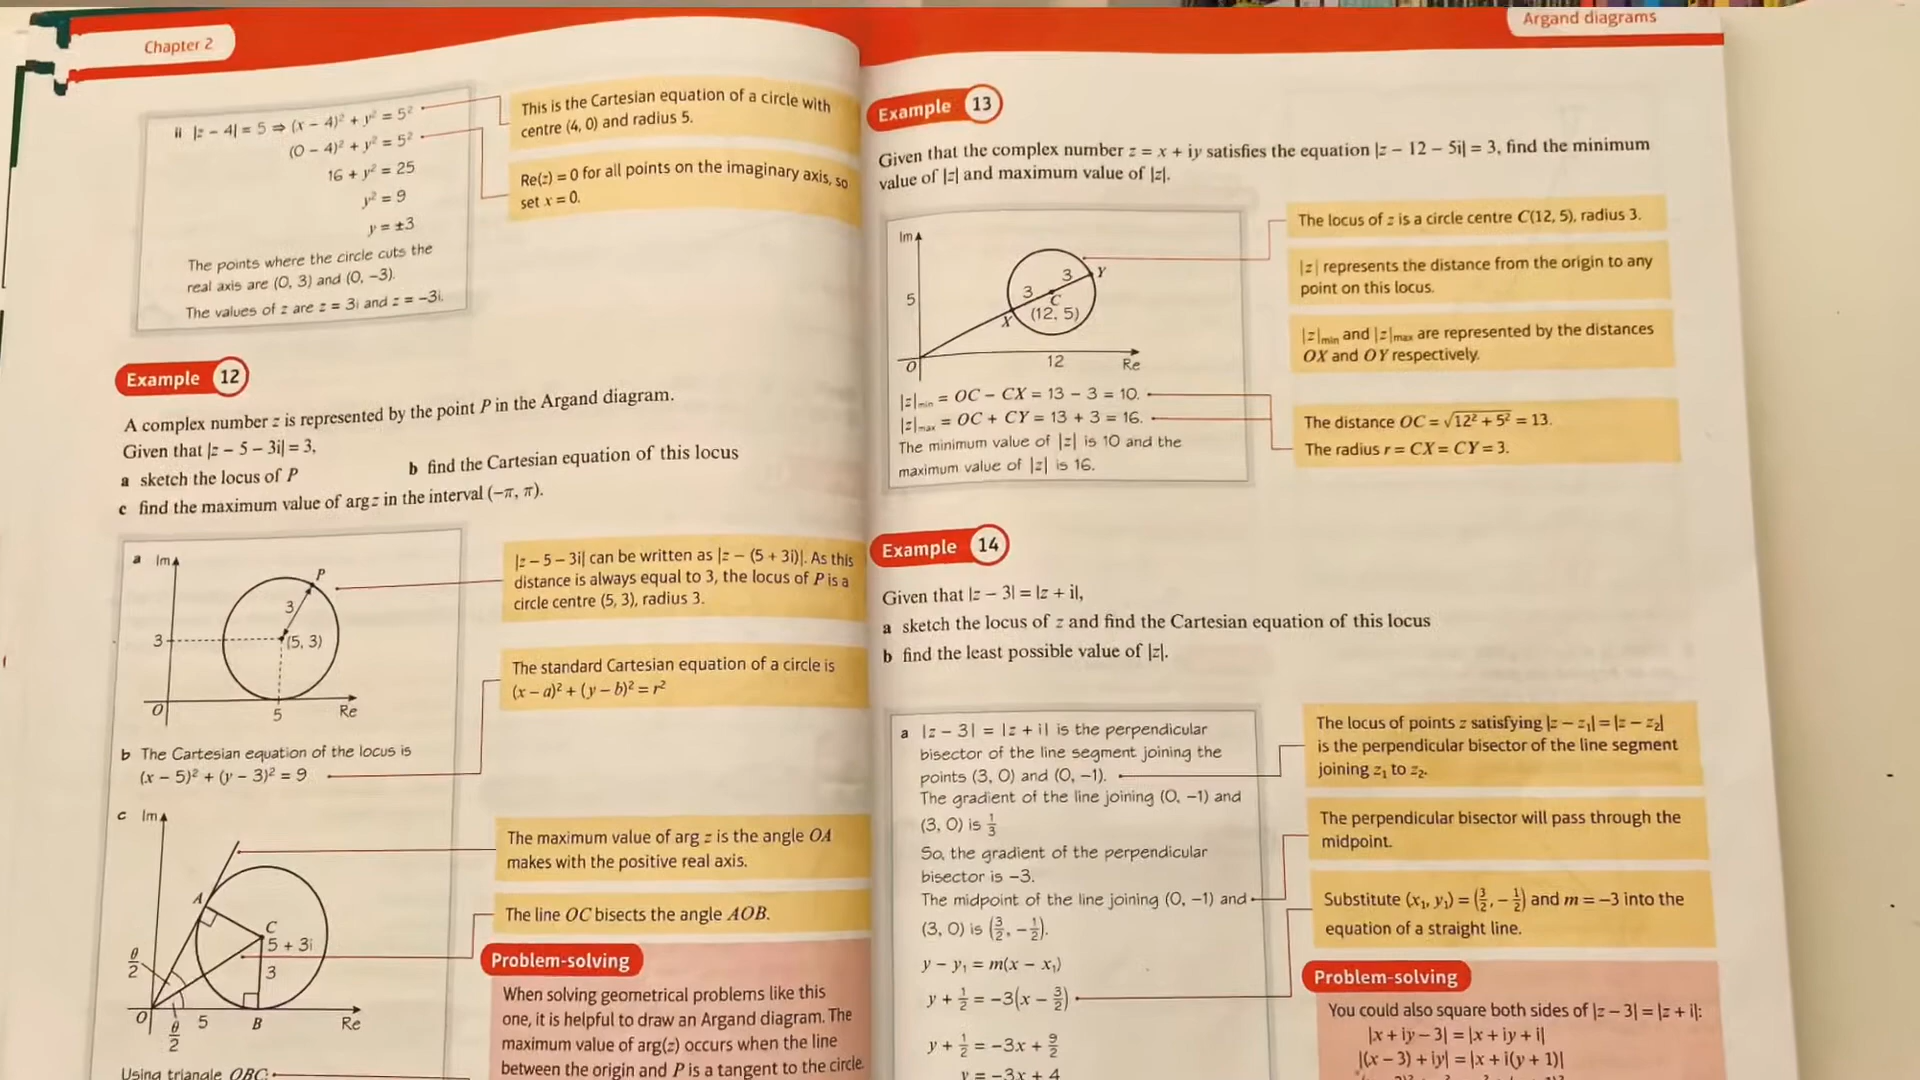 Chapter 2
ii |z − 4| = 5 ⇒ (x − 4)² + y² = 5²
(0 − 4)² + y² = 5²
16 + y² = 25
y² = 9
y = ±3
The points where the circle cuts the
real axis are (0, 3) and (0, −3).
The values of z are z = 3i and z = −3i.
This is the Cartesian equation of a circle with
centre (4, 0) and radius 5.
Re(z) = 0 for all points on the imaginary axis, so
set x = 0.
Example 12
A complex number z is represented by the point P in the Argand diagram.
Given that |z − 5 − 3i| = 3,
a sketch the locus of P
b find the Cartesian equation of this locus
c find the maximum value of arg z in the interval (−π, π).
a Im
P
3
3
(5, 3)
O
5
Re
|z − 5 − 3i| can be written as |z − (5 + 3i)|. As this
distance is always equal to 3, the locus of P is a
circle centre (5, 3), radius 3.
The standard Cartesian equation of a circle is
(x − a)² + (y − b)² = r²
b The Cartesian equation of the locus is
(x − 5)² + (y − 3)² = 9
c Im
A
C
5 + 3i
θ/2
3
O
θ/2
5
B
Re
Using triangle OBC:
The maximum value of arg z is the angle OA
makes with the positive real axis.
The line OC bisects the angle AOB.
Problem-solving
When solving geometrical problems like this
one, it is helpful to draw an Argand diagram. The
maximum value of arg(z) occurs when the line
between the origin and P is a tangent to the circle.
Argand diagrams
Example 13
Given that the complex number z = x + iy satisfies the equation |z − 12 − 5i| = 3, find the minimum
value of |z| and maximum value of |z|.
Im
3
Y
5
3
C
X
(12, 5)
O
12
Re
|z|min = OC − CX = 13 − 3 = 10.
|z|max = OC + CY = 13 + 3 = 16.
The minimum value of |z| is 10 and the
maximum value of |z| is 16.
The locus of z is a circle centre C(12, 5), radius 3.
|z| represents the distance from the origin to any
point on this locus.
|z|min and |z|max are represented by the distances
OX and OY respectively.
The distance OC = √(12² + 5²) = 13.
The radius r = CX = CY = 3.
Example 14
Given that |z − 3| = |z + i|,
a sketch the locus of z and find the Cartesian equation of this locus
b find the least possible value of |z|.
a |z − 3| = |z + i| is the perpendicular
bisector of the line segment joining the
points (3, 0) and (0, −1).
The gradient of the line joining (0, −1) and
(3, 0) is 1/3
So, the gradient of the perpendicular
bisector is −3.
The midpoint of the line joining (0, −1) and
(3, 0) is (3/2, −1/2).
y − y₁ = m(x − x₁)
y + 1/2 = −3(x − 3/2)
y + 1/2 = −3x + 9/2
y = −3x + 4
The locus of points z satisfying |z − z₁| = |z − z₂|
is the perpendicular bisector of the line segment
joining z₁ to z₂.
The perpendicular bisector will pass through the
midpoint.
Substitute (x₁, y₁) = (3/2, −1/2) and m = −3 into the
equation of a straight line.
Problem-solving
You could also square both sides of |z − 3| = |z + i|:
|x + iy − 3| = |x + iy + i|
|(x − 3) + iy| = |x + i(y + 1)|